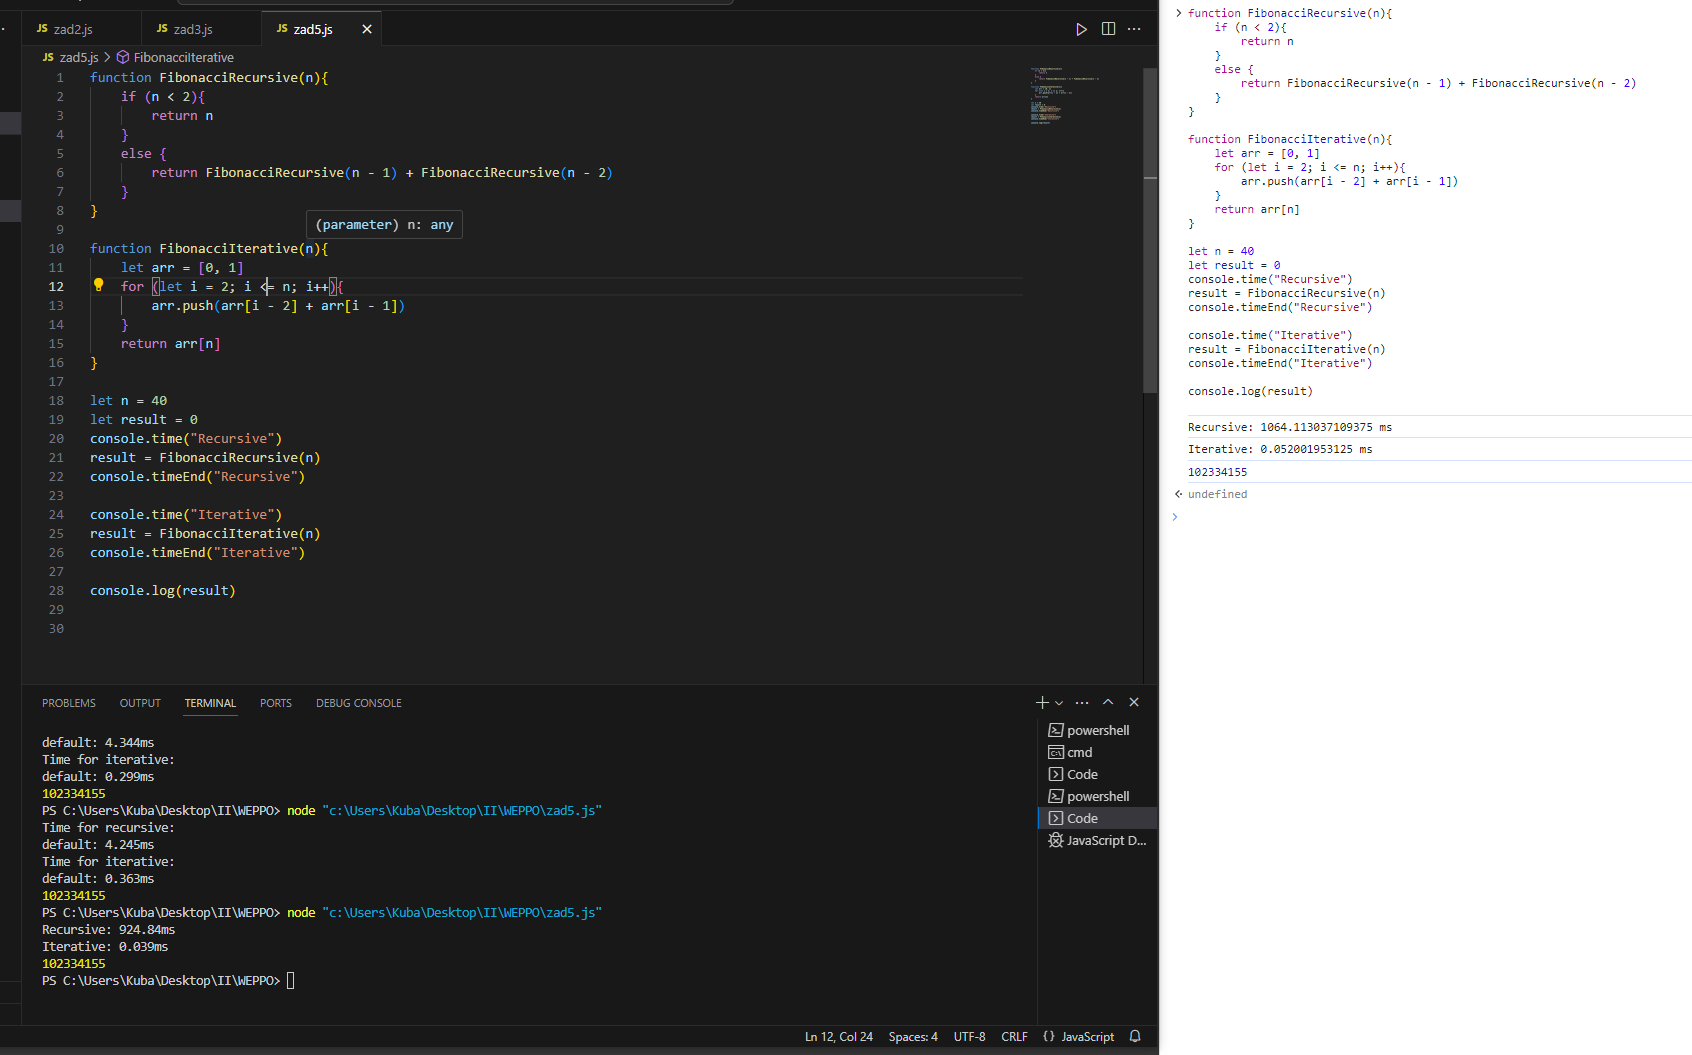 JS zad2.js
JS zad3.js
JS zad5.js
JS zad5.js > FibonacciIterative
1 function FibonacciRecursive(n){
2     if (n < 2){
3         return n
4     }
5     else {
6         return FibonacciRecursive(n - 1) + FibonacciRecursive(n - 2)
7     }
8 }
9
(parameter) n: any
10 function FibonacciIterative(n){
11     let arr = [0, 1]
12     for (let i = 2; i <= n; i++){
13         arr.push(arr[i - 2] + arr[i - 1])
14     }
15     return arr[n]
16 }
17
18 let n = 40
19 let result = 0
20 console.time("Recursive")
21 result = FibonacciRecursive(n)
22 console.timeEnd("Recursive")
23
24 console.time("Iterative")
25 result = FibonacciIterative(n)
26 console.timeEnd("Iterative")
27
28 console.log(result)
29
30
PROBLEMS OUTPUT TERMINAL PORTS DEBUG CONSOLE
default: 4.344ms
Time for iterative:
default: 0.299ms
102334155
PS C:\Users\Kuba\Desktop\II\WEPPO> node "c:\Users\Kuba\Desktop\II\WEPPO\zad5.js"
Time for recursive:
default: 4.245ms
Time for iterative:
default: 0.363ms
102334155
PS C:\Users\Kuba\Desktop\II\WEPPO> node "c:\Users\Kuba\Desktop\II\WEPPO\zad5.js"
Recursive: 924.84ms
Iterative: 0.039ms
102334155
PS C:\Users\Kuba\Desktop\II\WEPPO>
powershell
cmd
Code
powershell
Code
JavaScript D...
Ln 12, Col 24 Spaces: 4 UTF-8 CRLF {} JavaScript
> function FibonacciRecursive(n){
    if (n < 2){
        return n
    }
    else {
        return FibonacciRecursive(n - 1) + FibonacciRecursive(n - 2)
    }
}
function FibonacciIterative(n){
    let arr = [0, 1]
    for (let i = 2; i <= n; i++){
        arr.push(arr[i - 2] + arr[i - 1])
    }
    return arr[n]
}
let n = 40
let result = 0
console.time("Recursive")
result = FibonacciRecursive(n)
console.timeEnd("Recursive")
console.time("Iterative")
result = FibonacciIterative(n)
console.timeEnd("Iterative")
console.log(result)
Recursive: 1064.113037109375 ms
Iterative: 0.052001953125 ms
102334155
undefined
>